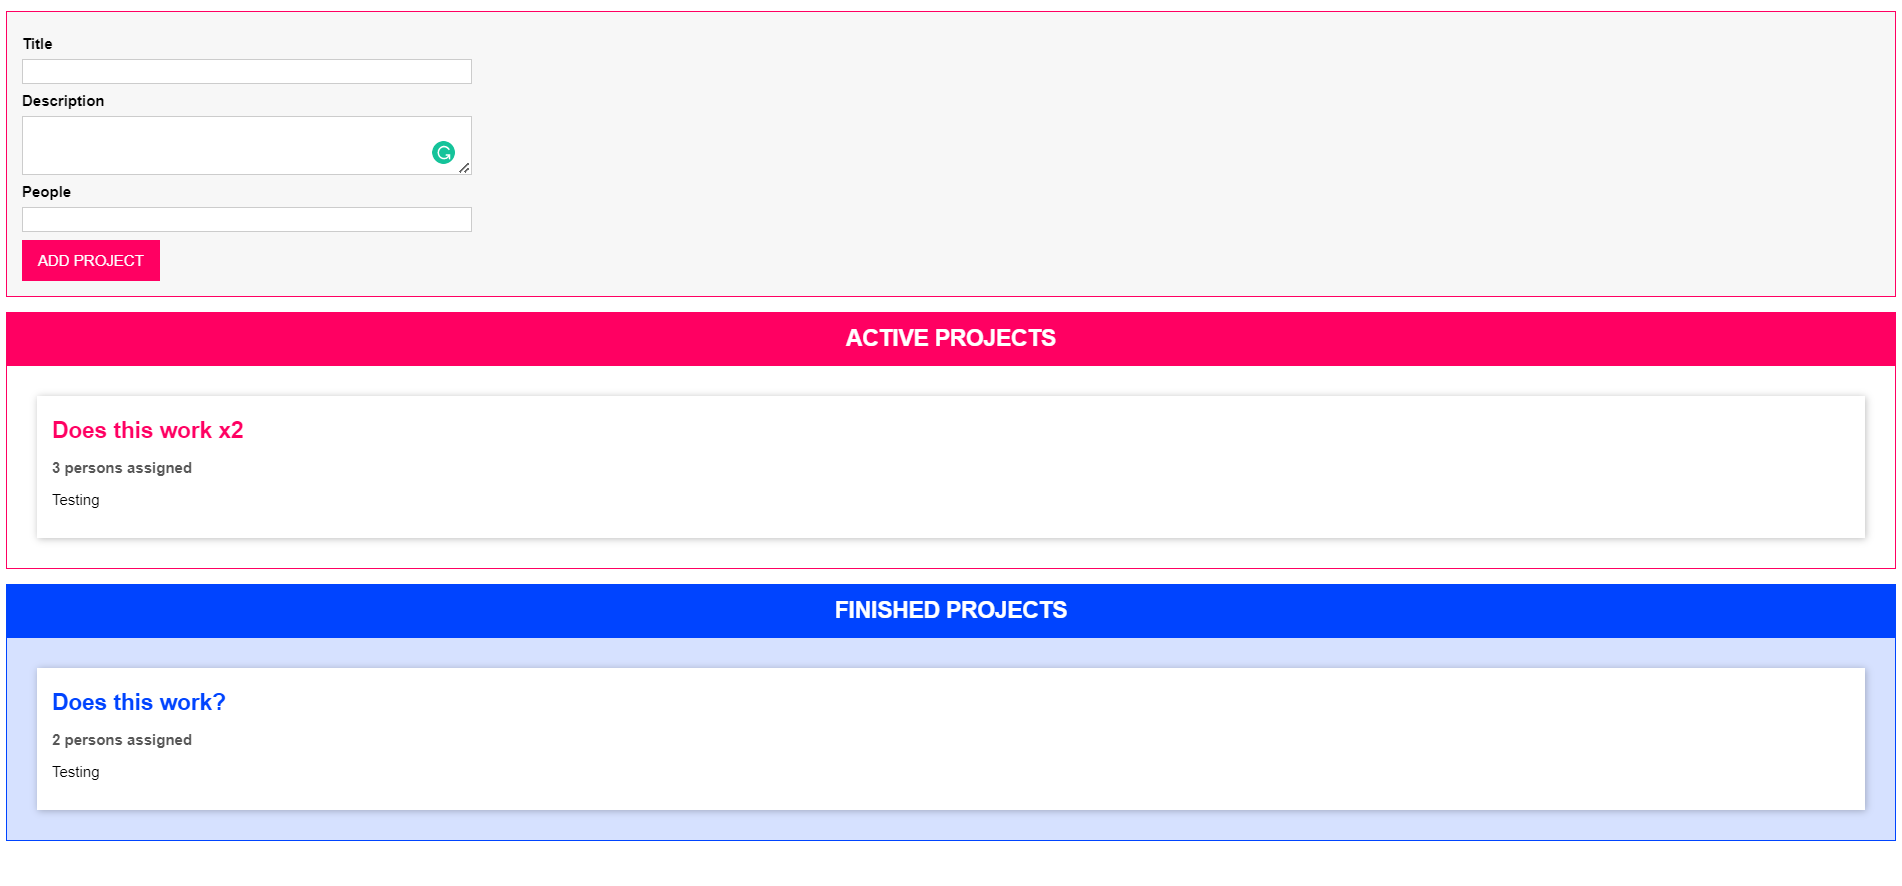 Title
Description
People
ADD PROJECT
ACTIVE PROJECTS
Does this work x2
3 persons assigned
Testing
FINISHED PROJECTS
Does this work?
2 persons assigned
Testing